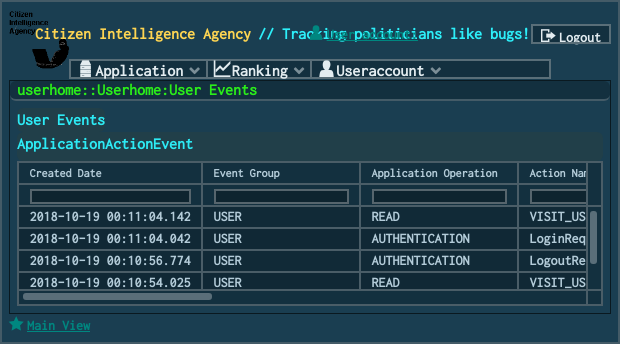 Citizen
Intelligence
Agency
Citizen Intelligence Agency // Tracking politicians like bugs!
Logout
Application Ranking Useraccount
userhome::Userhome:User Events
User Events
ApplicationActionEvent
Created Date Event Group Application Operation Action Nam
2018-10-19 00:11:04.142 USER READ VISIT_US
2018-10-19 00:11:04.042 USER AUTHENTICATION LoginReq
2018-10-19 00:10:56.774 USER AUTHENTICATION LogoutRe
2018-10-19 00:10:54.025 USER READ VISIT_US
Main View